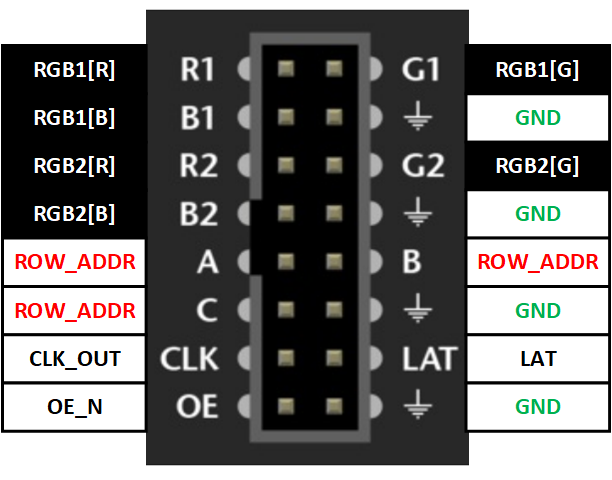 RGB1[R] R1 G1 RGB1[G]
RGB1[B] B1 GND
RGB2[R] R2 G2 RGB2[G]
RGB2[B] B2 GND
ROW_ADDR A B ROW_ADDR
ROW_ADDR C GND
CLK_OUT CLK LAT LAT
OE_N OE GND